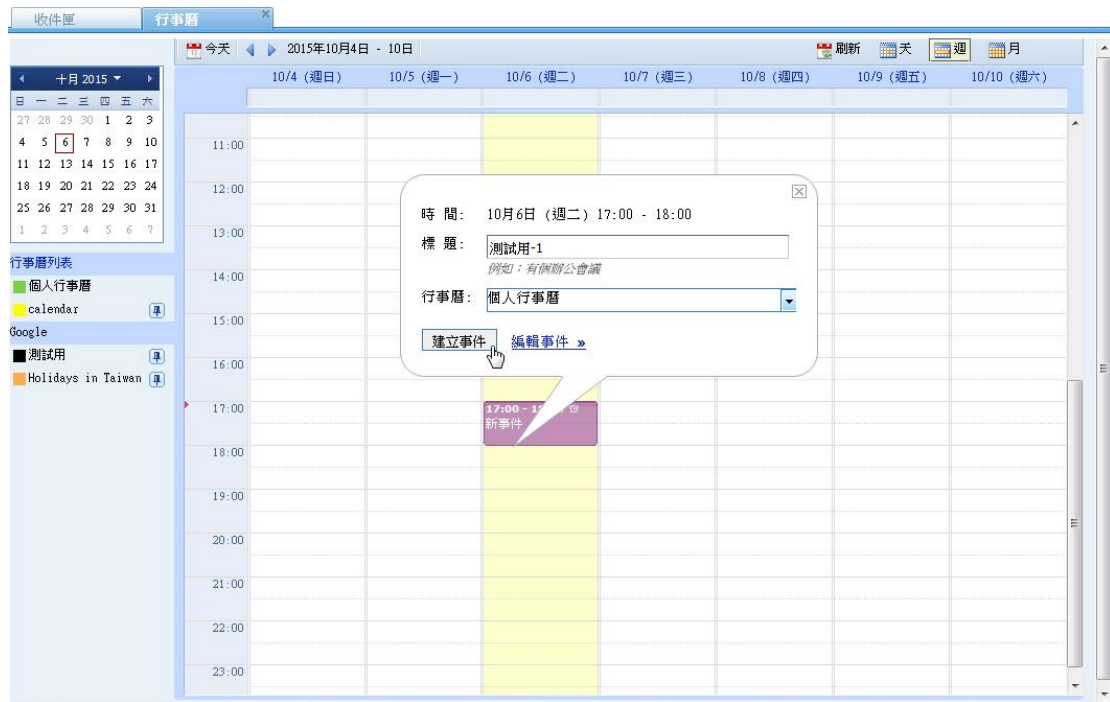 收件匣 行事曆
今天 2015年10月4日 - 10日 刷新 天 週 月
十月 2015
日 一 二 三 四 五 六
27 28 29 30 1 2 3
4 5 6 7 8 9 10
11 12 13 14 15 16 17
18 19 20 21 22 23 24
25 26 27 28 29 30 31
1 2 3 4 5 6 7
行事曆列表
個人行事曆
calendar
Google
測試用
Holidays in Taiwan
10/4 (週日) 10/5 (週一) 10/6 (週二) 10/7 (週三) 10/8 (週四) 10/9 (週五) 10/10 (週六)
11:00
12:00
13:00
14:00
15:00
16:00
17:00
18:00
19:00
20:00
21:00
22:00
23:00
時 間: 10月6日 (週二) 17:00 - 18:00
標 題: 測試用-1
例如：有個辦公會議
行事曆: 個人行事曆
建立事件 編輯事件 »
17:00 -
新事件